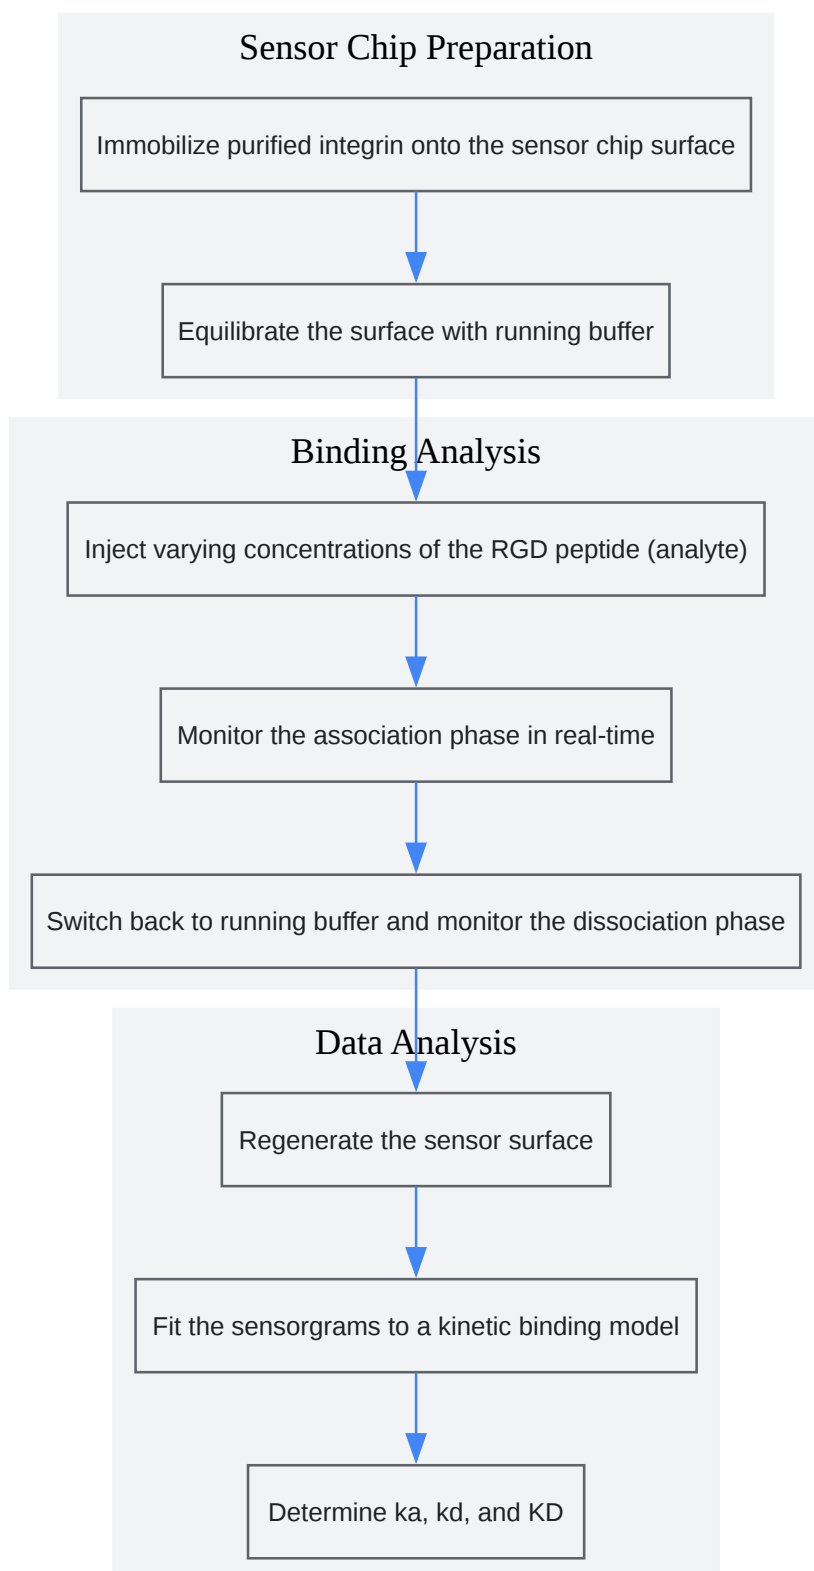 Sensor Chip Preparation
Immobilize purified integrin onto the sensor chip surface
Equilibrate the surface with running buffer
Binding Analysis
Inject varying concentrations of the RGD peptide (analyte)
Monitor the association phase in real-time
Switch back to running buffer and monitor the dissociation phase
Data Analysis
Regenerate the sensor surface
Fit the sensorgrams to a kinetic binding model
Determine ka, kd, and KD